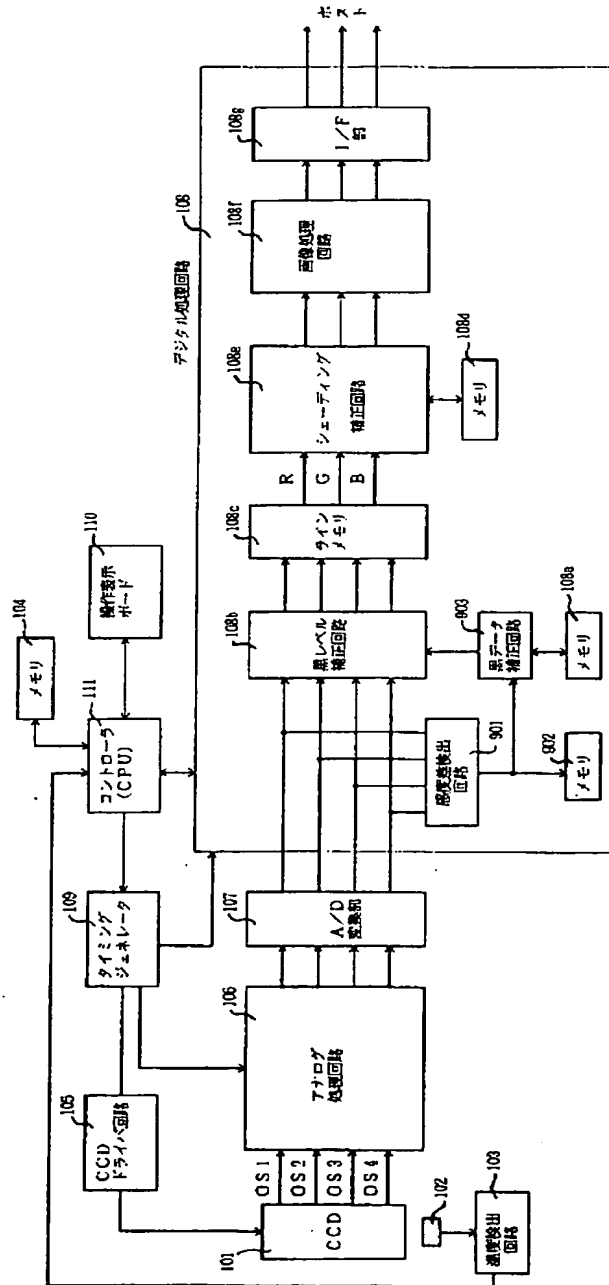 ホスト
108g
I/F部
108f
画像処理
回路
108
デジタル処理回路
108e
シェーディング
補正回路
108d
メモリ
R
G
B
108c
ライン
メモリ
108b
黒レベル
補正回路
903
黒データ
補正回路
108a
メモリ
901
感度差検出
回路
902
メモリ
104
メモリ
110
操作表示
ボード
111
コントローラ
(CPU)
109
タイミング
ジェネレータ
107
A/D
変換部
106
アナログ
処理回路
105
CCD
ドライバ回路
OS1
OS2
OS3
OS4
101
CCD
102
103
温度検出
回路